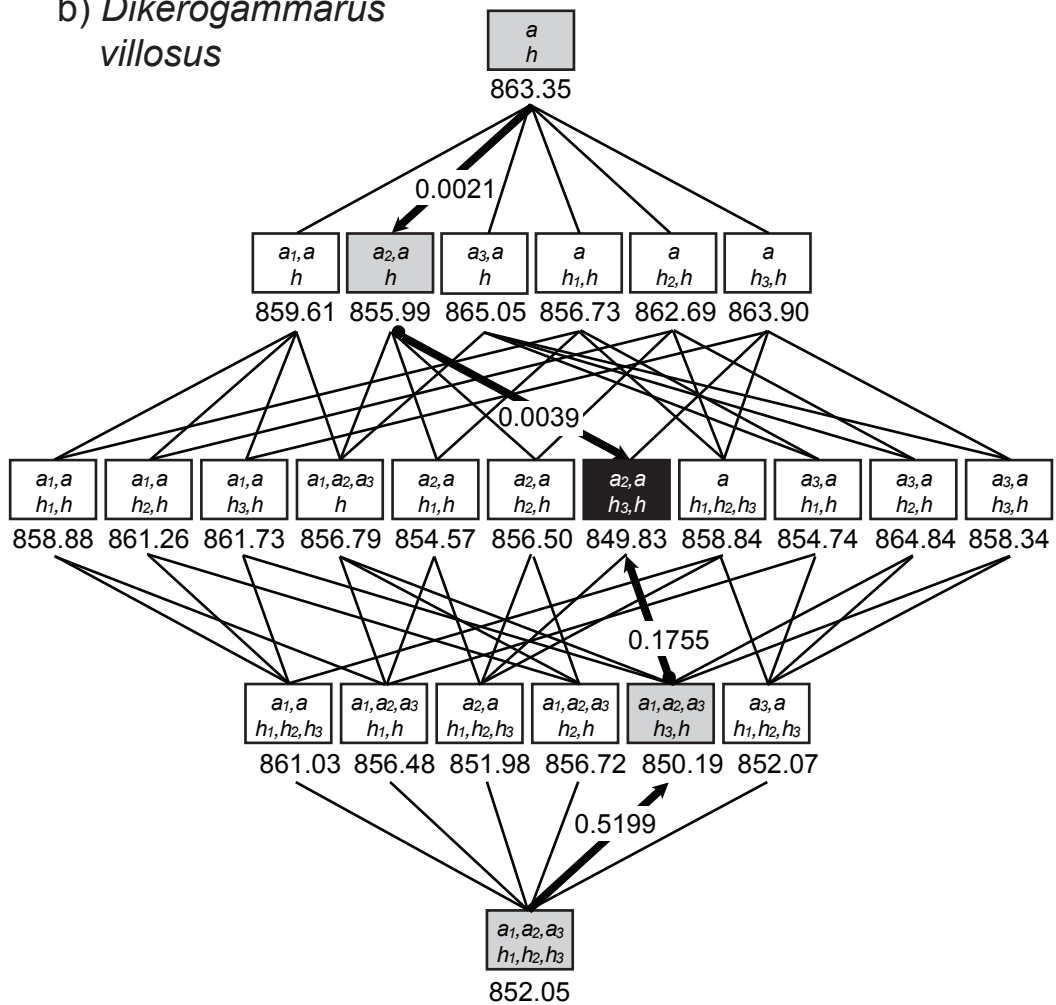 b) Dikerogammarus
villosus
a
h
863.35
0.0021
a₁,a a₂,a a₃,a a a a
h h h h₁,h h₂,h h₃,h
859.61 855.99 865.05 856.73 862.69 863.90
0.0039
a₁,a a₁,a a₁,a a₁,a₂,a₃ a₂,a a₂,a a₂,a a a₃,a a₃,a a₃,a
h₁,h h₂,h h₃,h h h₁,h h₂,h h₃,h h₁,h₂,h₃ h₁,h h₂,h h₃,h
858.88 861.26 861.73 856.79 854.57 856.50 849.83 858.84 854.74 864.84 858.34
0.1755
a₁,a a₁,a₂,a₃ a₂,a a₁,a₂,a₃ a₁,a₂,a₃ a₃,a
h₁,h₂,h₃ h₁,h h₁,h₂,h₃ h₂,h h₃,h h₁,h₂,h₃
861.03 856.48 851.98 856.72 850.19 852.07
0.5199
a₁,a₂,a₃
h₁,h₂,h₃
852.05